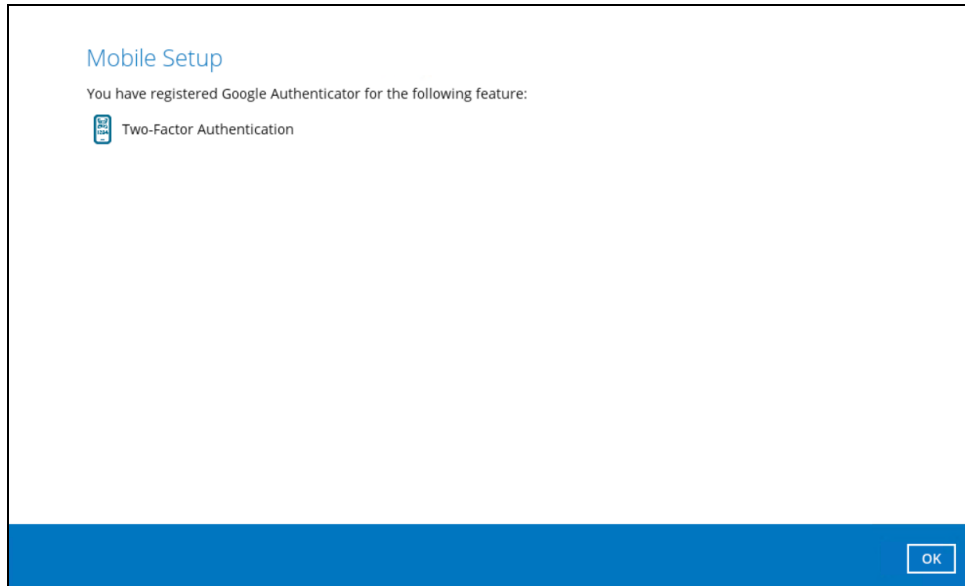 Mobile Setup
You have registered Google Authenticator for the following feature:
Two-Factor Authentication
OK